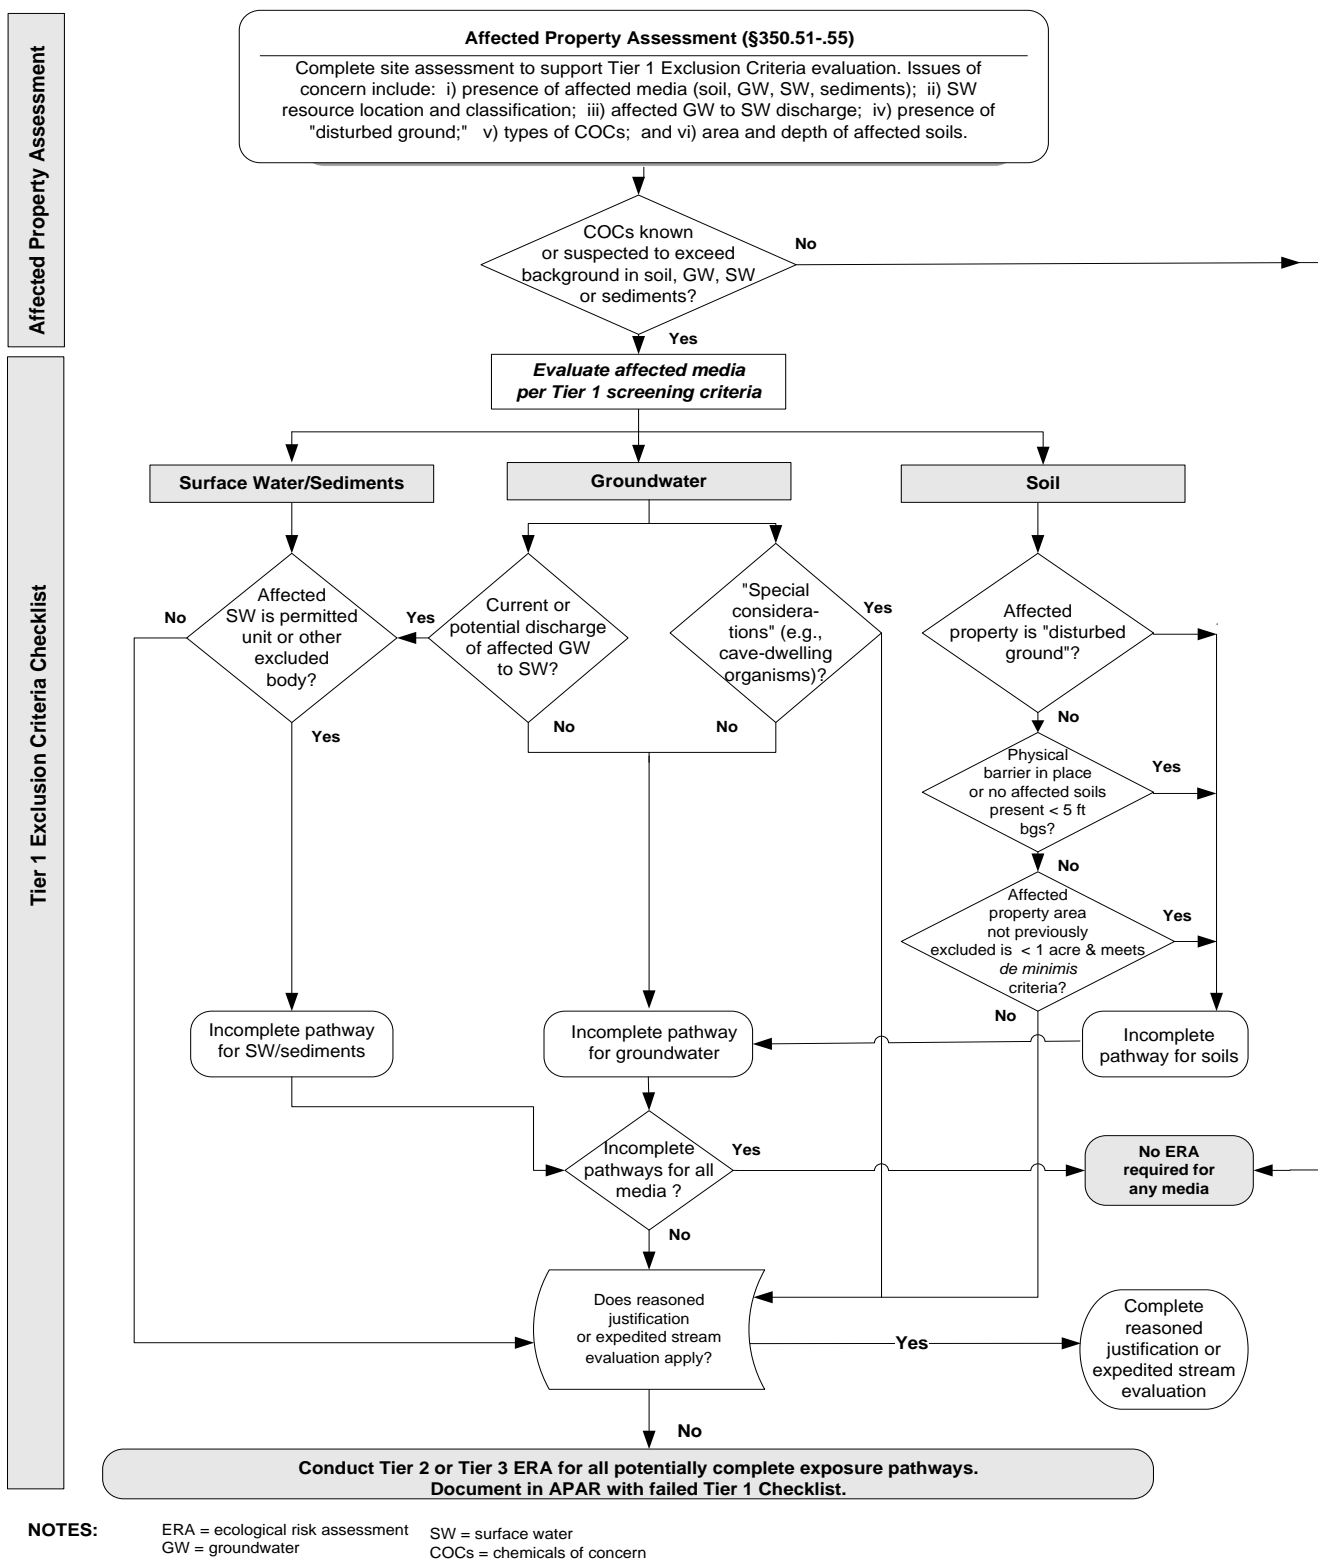 Affected Property Assessment
Affected Property Assessment (§350.51-.55)
Complete site assessment to support Tier 1 Exclusion Criteria evaluation. Issues of
concern include: i) presence of affected media (soil, GW, SW, sediments); ii) SW
resource location and classification; iii) affected GW to SW discharge; iv) presence of
"disturbed ground;" v) types of COCs; and vi) area and depth of affected soils.
COCs known
or suspected to exceed
background in soil, GW, SW
or sediments?
No
Yes
Tier 1 Exclusion Criteria Checklist
Evaluate affected media
per Tier 1 screening criteria
Surface Water/Sediments
Groundwater
Soil
No
Affected
SW is permitted
unit or other
excluded
body?
Yes
Yes
Current or
potential discharge
of affected GW
to SW?
No
"Special
considera-
tions" (e.g.,
cave-dwelling
organisms)?
Yes
No
Affected
property is "disturbed
ground"?
No
Physical
barrier in place
or no affected soils
present < 5 ft
bgs?
Yes
No
Affected
property area
not previously
excluded is < 1 acre & meets
de minimis
criteria?
Yes
No
Incomplete pathway
for SW/sediments
Incomplete pathway
for groundwater
Incomplete
pathway for soils
Incomplete
pathways for all
media ?
Yes
No
No ERA
required for
any media
Does reasoned
justification
or expedited stream
evaluation apply?
Yes
No
Complete
reasoned
justification or
expedited stream
evaluation
Conduct Tier 2 or Tier 3 ERA for all potentially complete exposure pathways.
Document in APAR with failed Tier 1 Checklist.
NOTES:
ERA = ecological risk assessment
GW = groundwater
SW = surface water
COCs = chemicals of concern